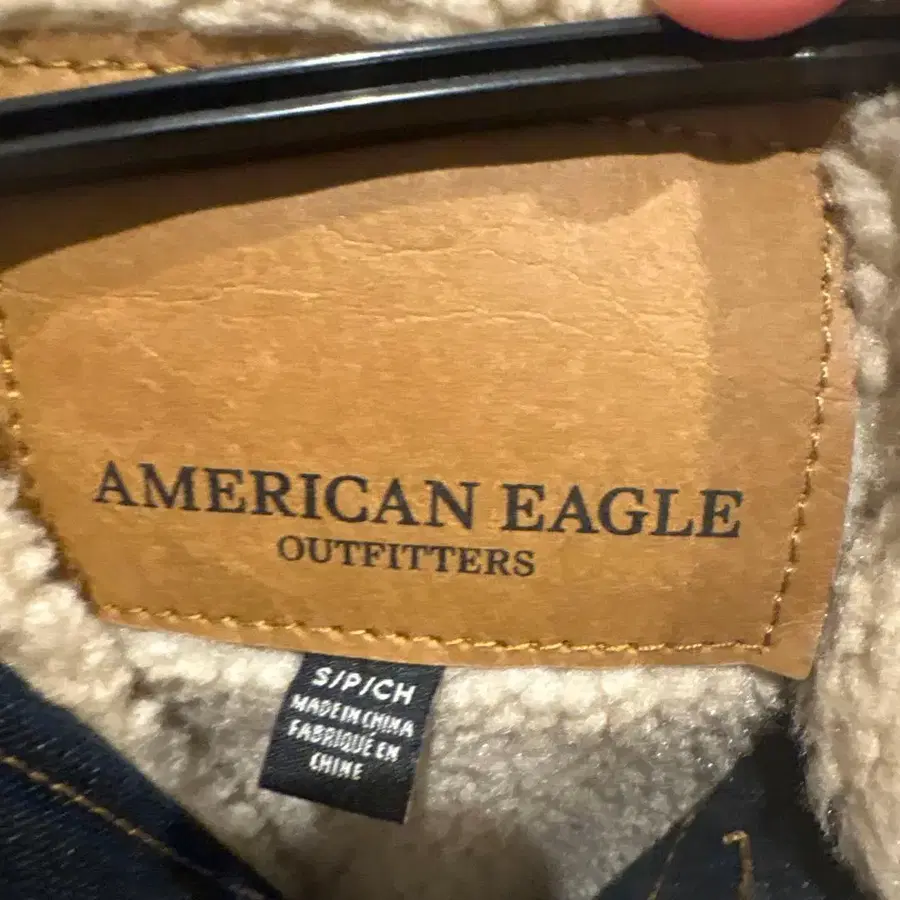 AMERICAN EAGLE
OUTFITTERS
S/P/CH
MADE IN CHINA
FABRIQUÉ EN
CHINE